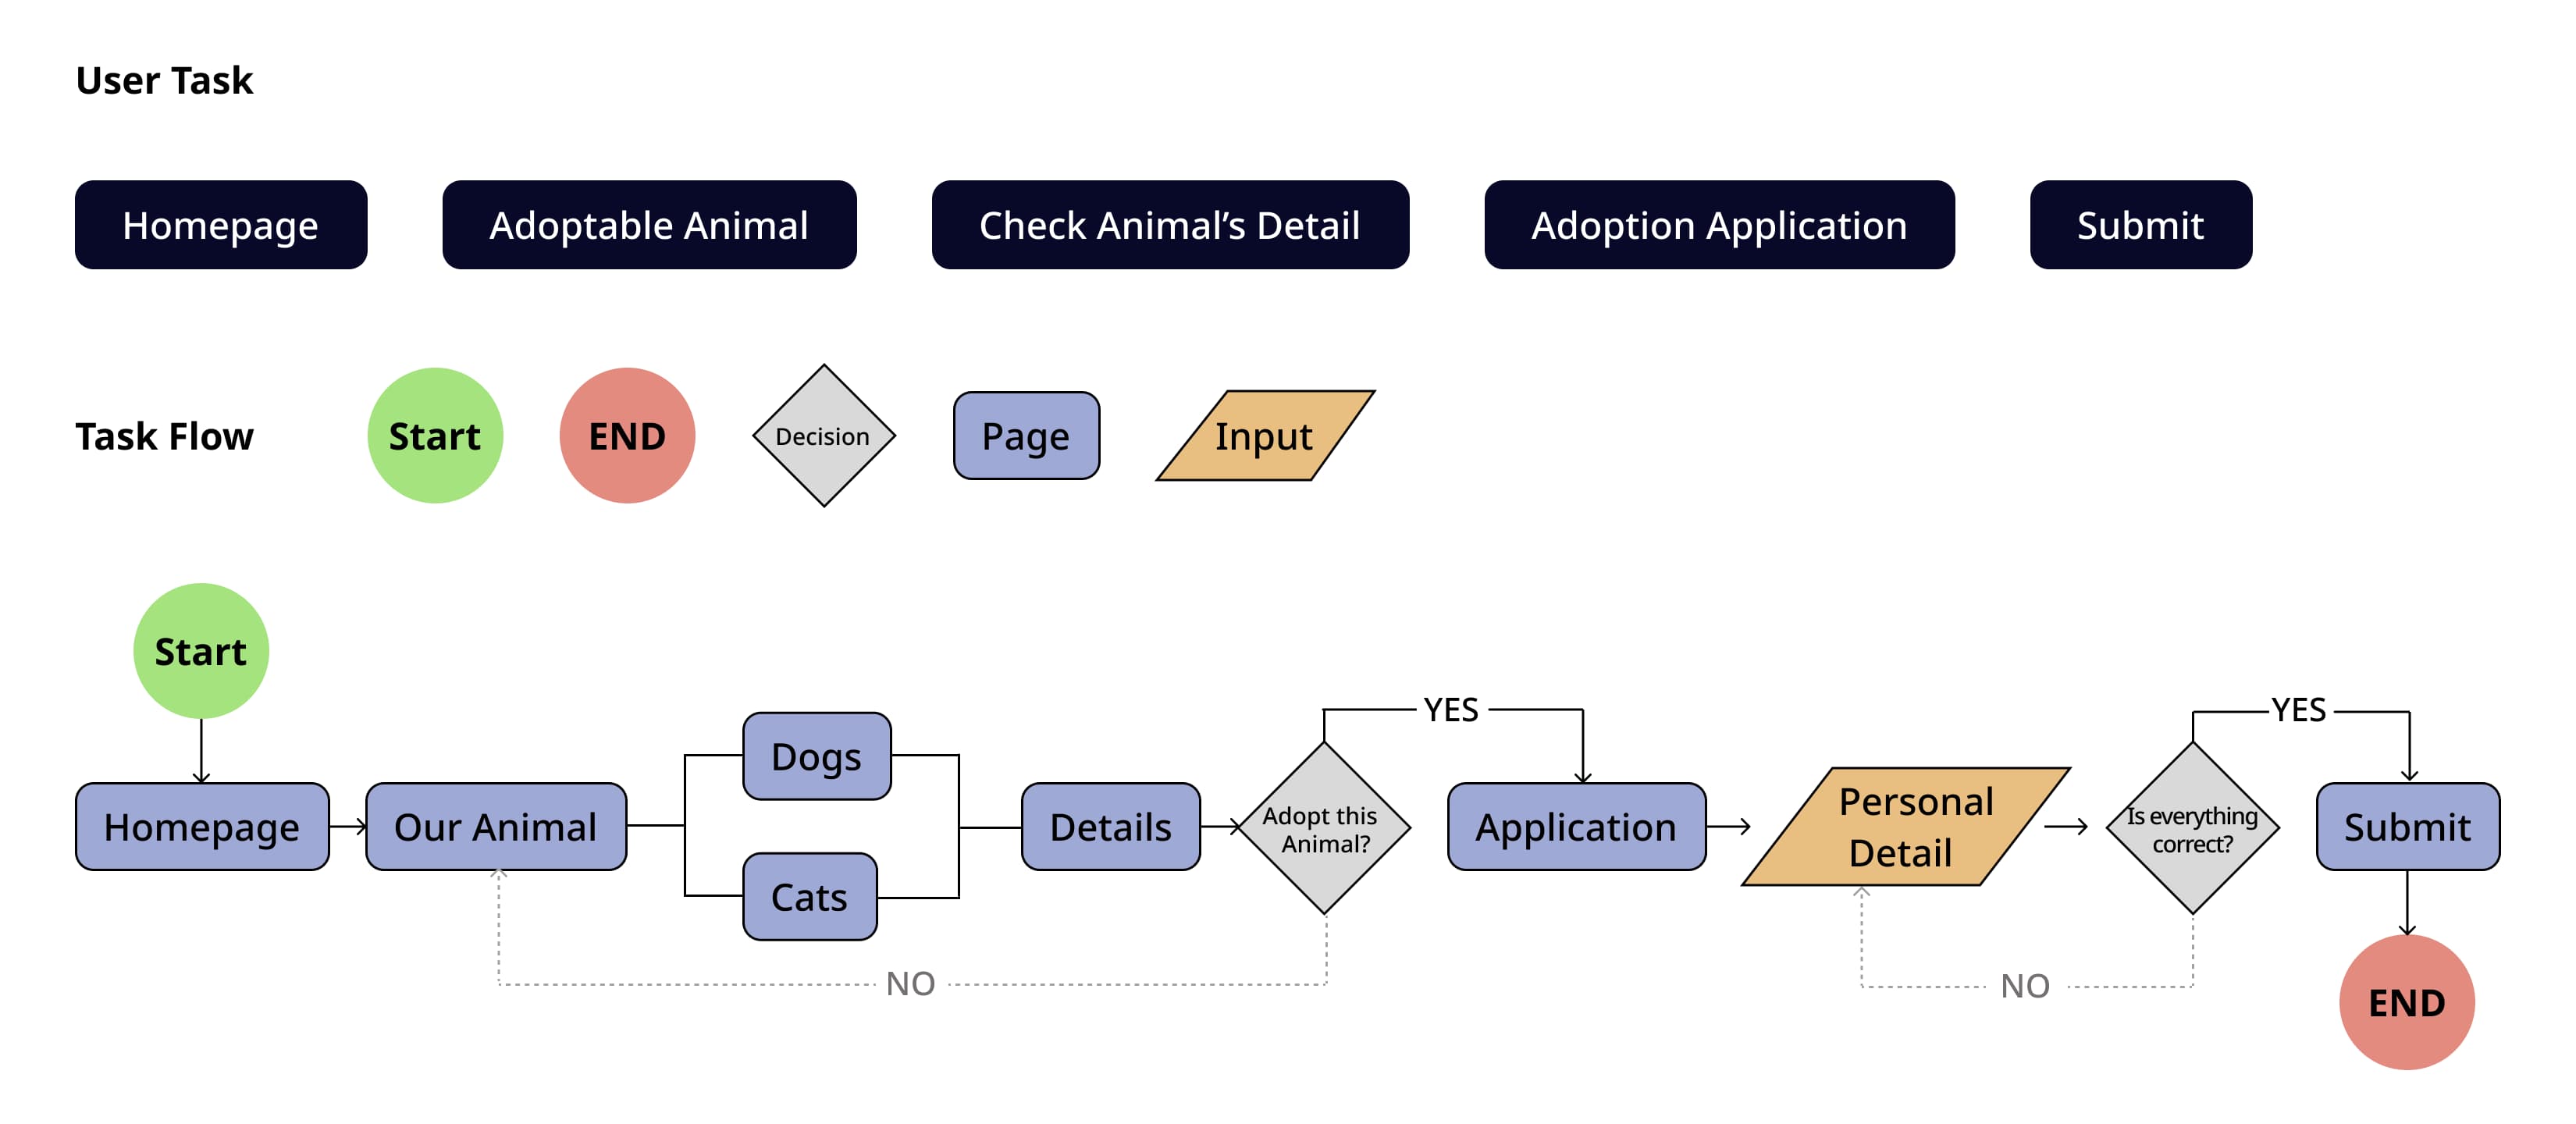 User Task
Homepage
Adoptable Animal
Check Animal’s Detail
Adoption Application
Submit
Task Flow
Start
END
Decision
Page
Input
Start
Homepage
Our Animal
Dogs
Cats
Details
Adopt this
Animal?
YES
NO
Application
Personal
Detail
Is everything
correct?
YES
NO
Submit
END